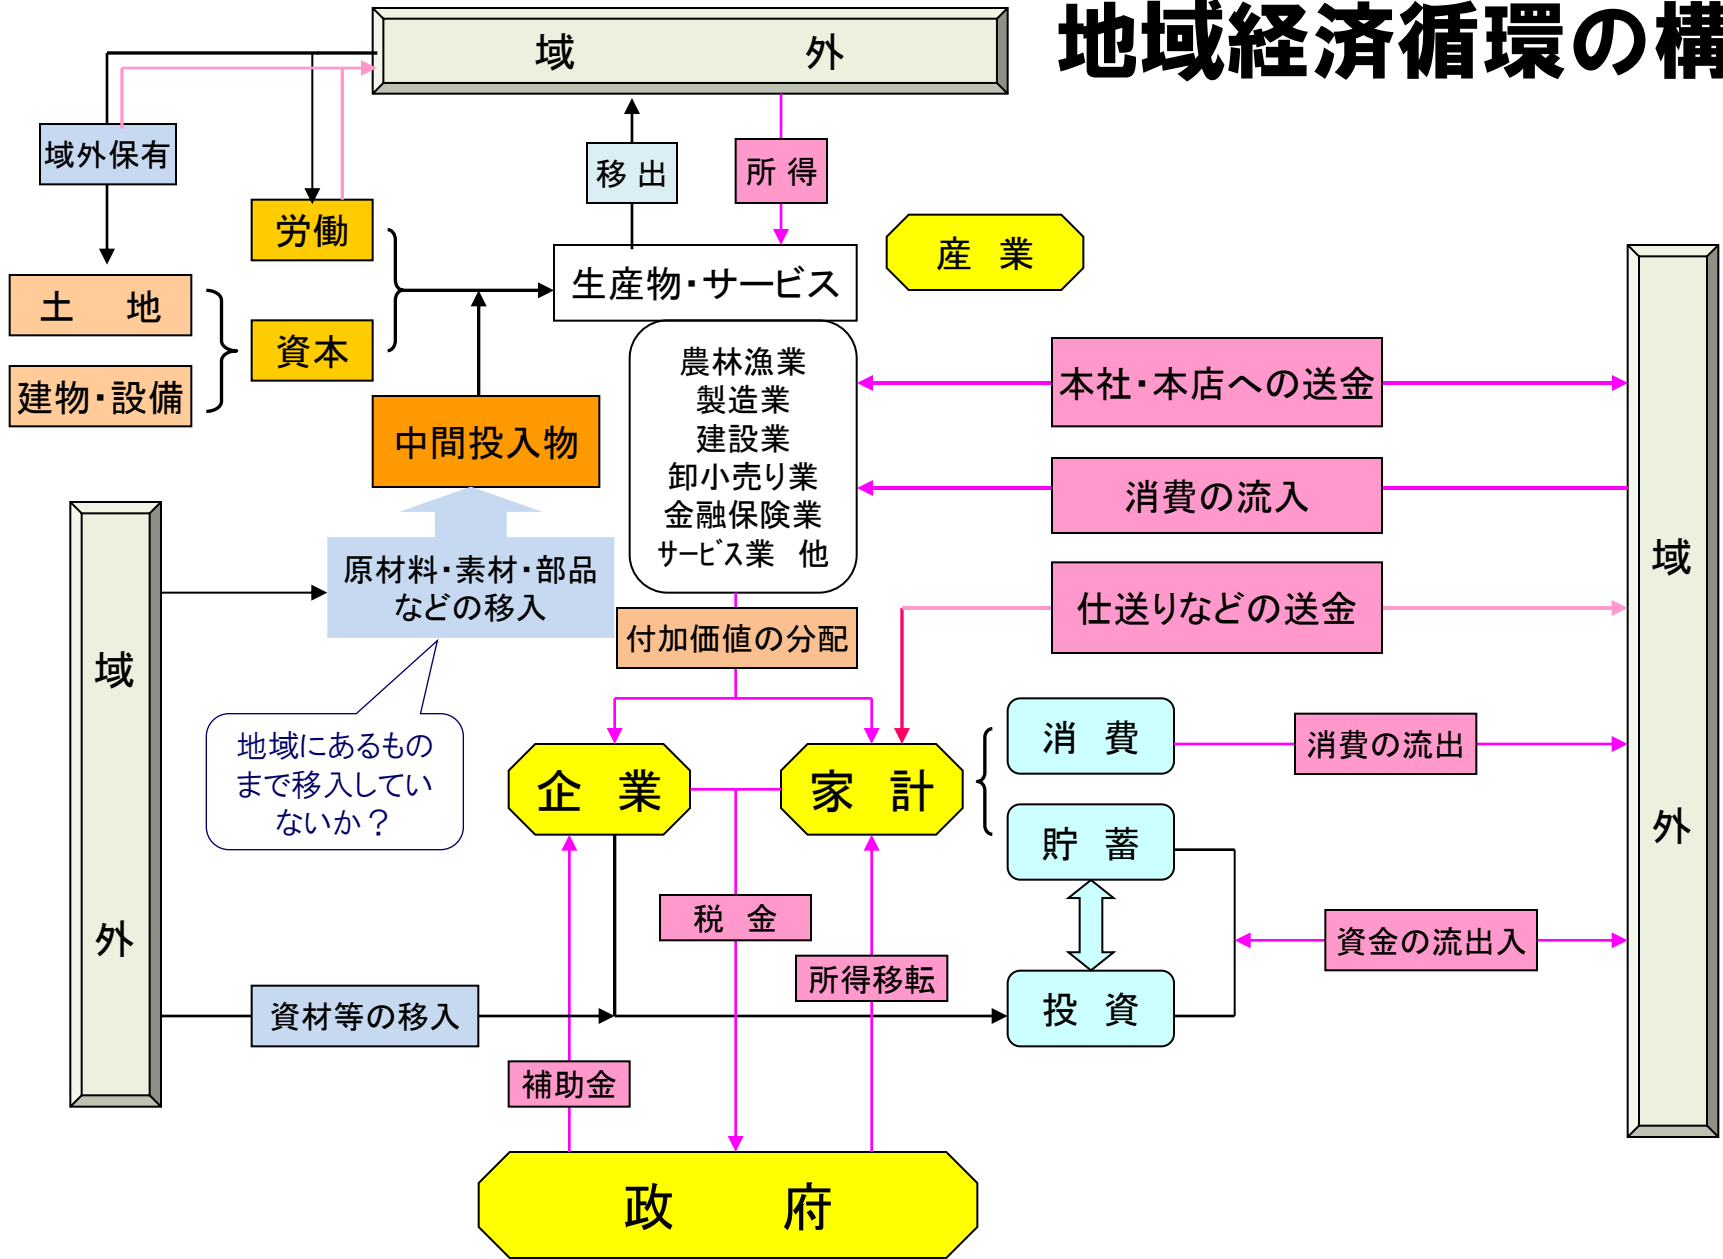 地域経済循環の構
域　外
域外保有
移 出
所 得
労働
産 業
生産物・サービス
土 地
資本
建物・設備
農林漁業
製造業
建設業
卸小売り業
金融保険業
ｻｰﾋﾞｽ業　他
本社・本店への送金
中間投入物
消費の流入
原材料・素材・部品
などの移入
仕送りなどの送金
付加価値の分配
域　外
域　外
地域にあるもの
まで移入してい
ないか？
消 費
消費の流出
企 業
家 計
貯 蓄
税 金
資金の流出入
所得移転
資材等の移入
投 資
補助金
政 府